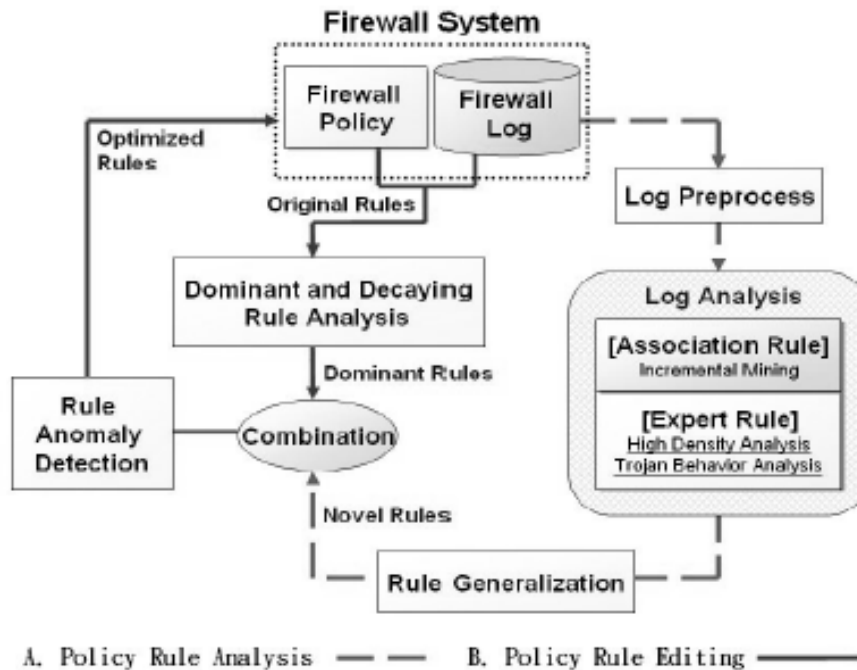 Firewall System
Firewall
Policy
Firewall
Log
Optimized
Rules
Original Rules
Log Preprocess
Dominant and Decaying
Rule Analysis
Log Analysis
[Association Rule]
Incremental Mining
[Expert Rule]
High Density Analysis
Trojan Behavior Analysis
Dominant Rules
Rule
Anomaly
Detection
Combination
Novel Rules
Rule Generalization
A. Policy Rule Analysis
B. Policy Rule Editing